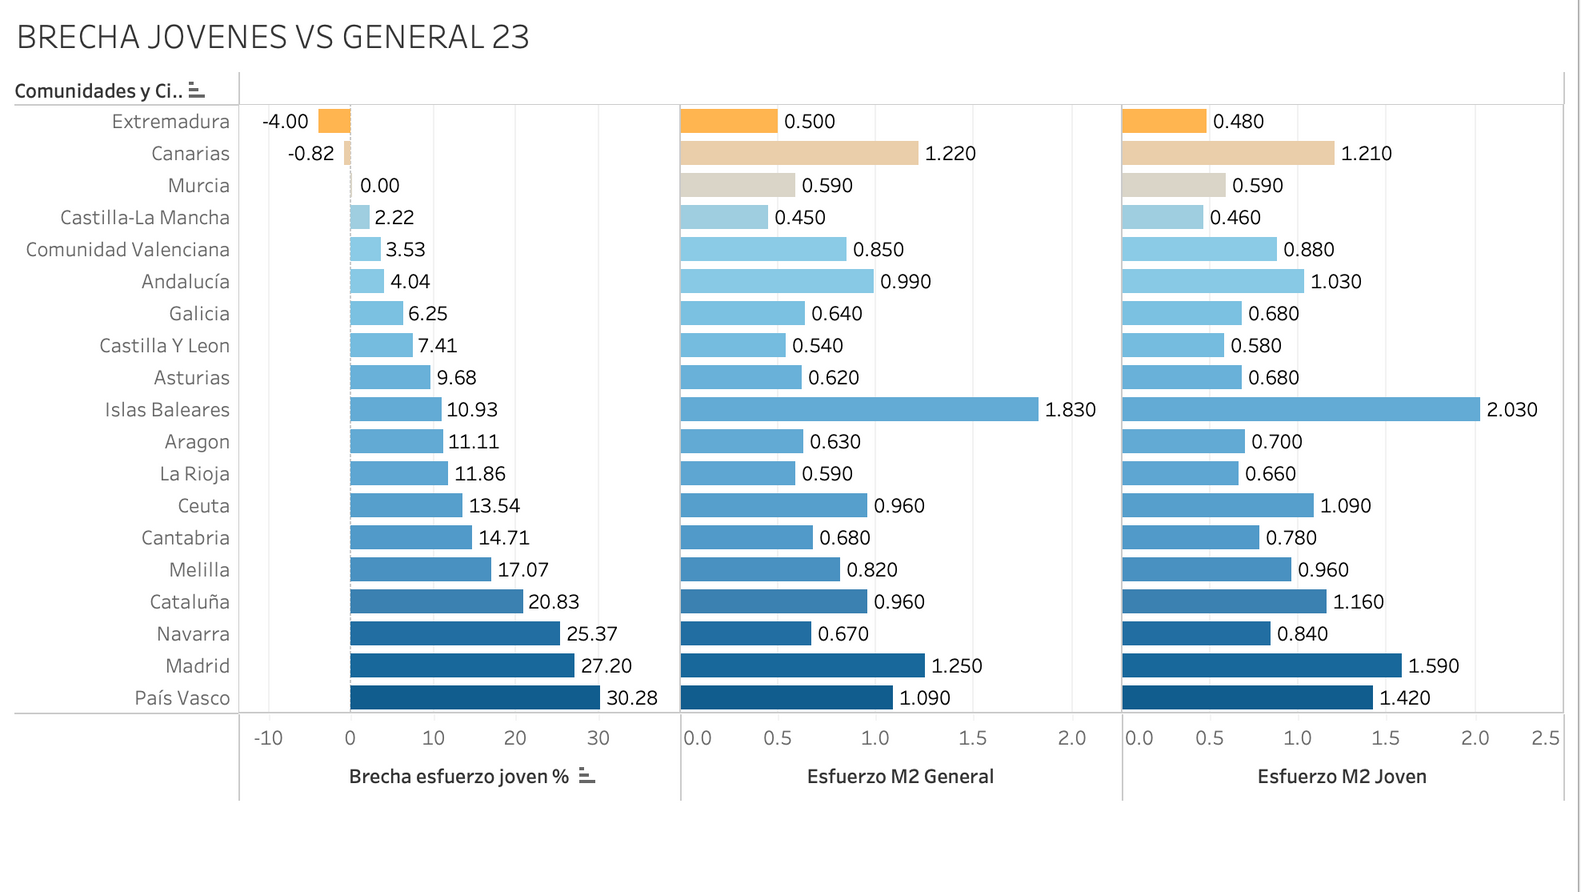 BRECHA JOVENES VS GENERAL 23
Comunidades y Ci..
Extremadura -4.00 0.500 0.480
Canarias -0.82 1.220 1.210
Murcia 0.00 0.590 0.590
Castilla-La Mancha 2.22 0.450 0.460
Comunidad Valenciana 3.53 0.850 0.880
Andalucía 4.04 0.990 1.030
Galicia 6.25 0.640 0.680
Castilla Y Leon 7.41 0.540 0.580
Asturias 9.68 0.620 0.680
Islas Baleares 10.93 1.830 2.030
Aragon 11.11 0.630 0.700
La Rioja 11.86 0.590 0.660
Ceuta 13.54 0.960 1.090
Cantabria 14.71 0.680 0.780
Melilla 17.07 0.820 0.960
Cataluña 20.83 0.960 1.160
Navarra 25.37 0.670 0.840
Madrid 27.20 1.250 1.590
País Vasco 30.28 1.090 1.420
-10 0 10 20 30 0.0 0.5 1.0 1.5 2.0 0.0 0.5 1.0 1.5 2.0 2.5
Brecha esfuerzo joven % Esfuerzo M2 General Esfuerzo M2 Joven